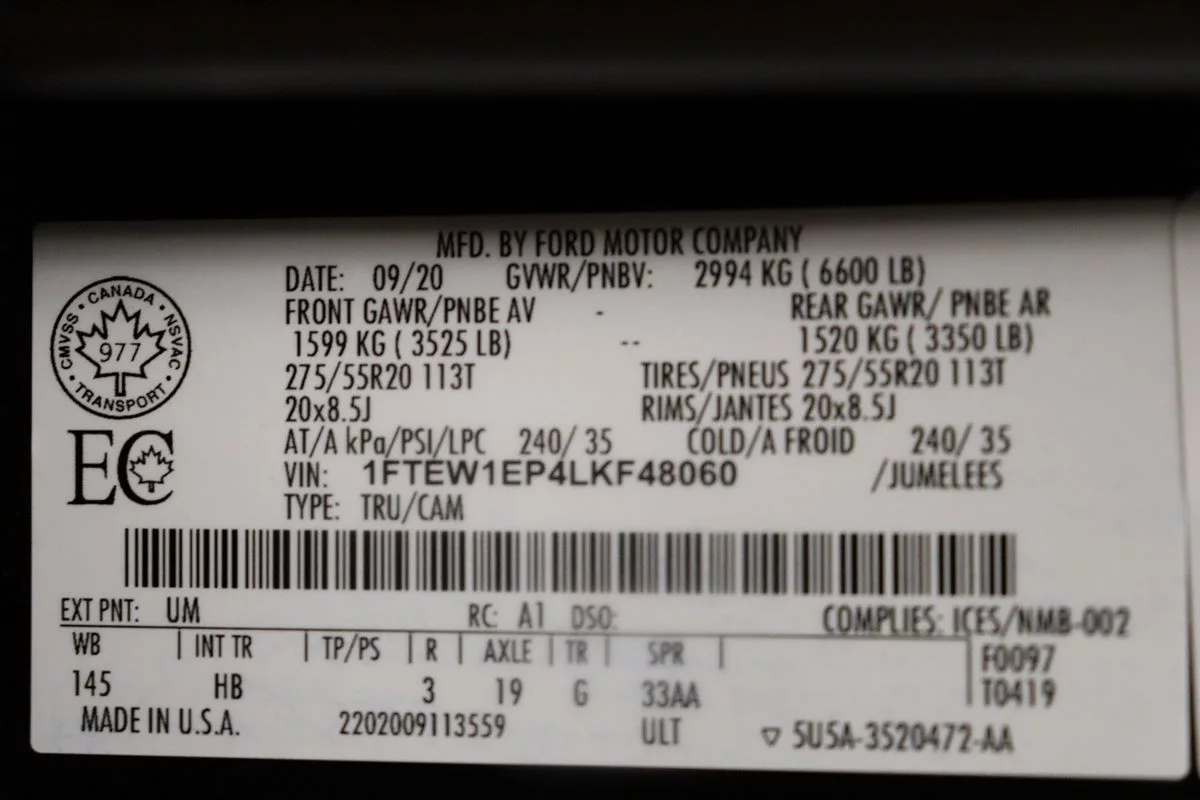 MFD. BY FORD MOTOR COMPANY
DATE: 09/20 GVWR/PNBV: 2994 KG ( 6600 LB)
FRONT GAWR/PNBE AV - REAR GAWR/ PNBE AR
1599 KG ( 3525 LB) -- 1520 KG ( 3350 LB)
275/55R20 113T TIRES/PNEUS 275/55R20 113T
20x8.5J RIMS/JANTES 20x8.5J
AT/A kPa/PSI/LPC 240/ 35 COLD/A FROID 240/ 35
VIN: 1FTEW1EP4LKF48060 /JUMELEES
TYPE: TRU/CAM
CANADA
CMVSS 977 NSVAC
TRANSPORT
EC
EXT PNT: UM RC: A1 DSO: COMPLIES: ICES/NMB-002
WB | INT TR | TP/PS | R | AXLE | TR | SPR | F0097
145 HB 3 19 G 33AA T0419
MADE IN U.S.A. 2202009113559 ULT ▽ 5U5A-3520472-AA